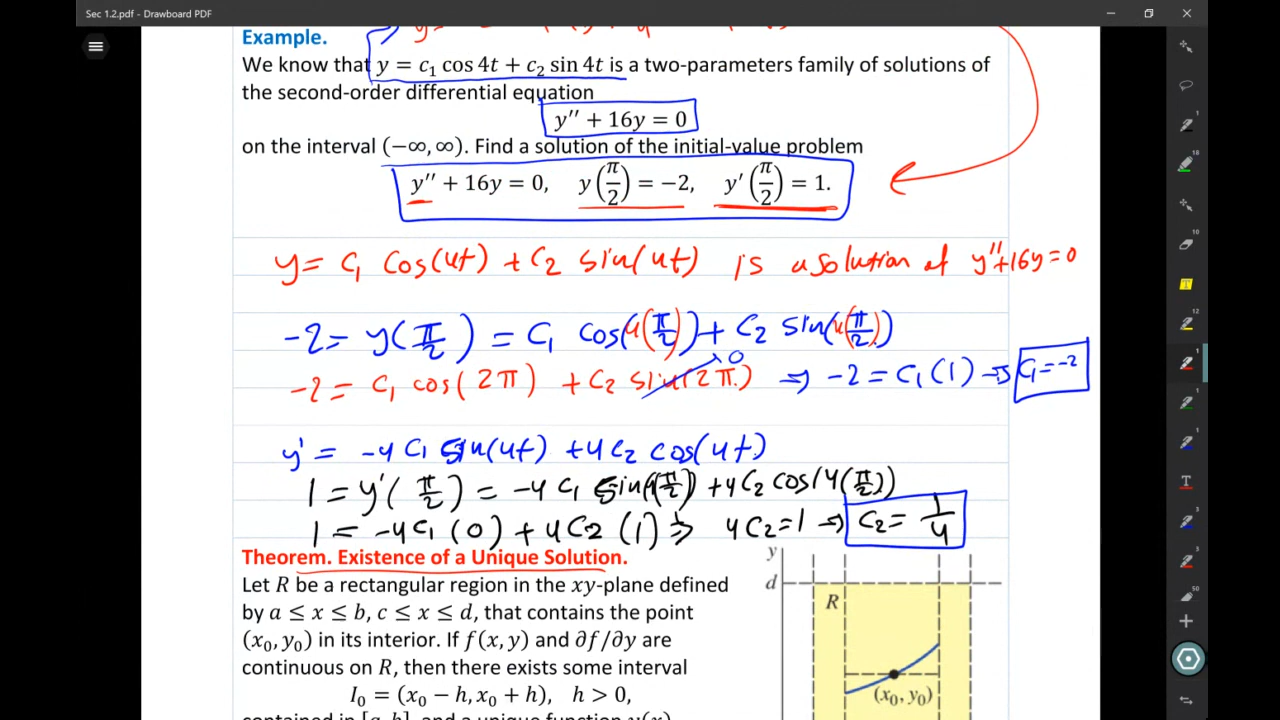 Sec 1.2.pdf - Drawboard PDF
Example.
We know that y = c₁ cos 4t + c₂ sin 4t is a two-parameters family of solutions of
the second-order differential equation
y″ + 16y = 0
on the interval (−∞, ∞). Find a solution of the initial-value problem
y″ + 16y = 0, y(π/2) = −2, y′(π/2) = 1.
y = c₁ cos(4t) + c₂ sin(4t) is a solution of y″+16y=0
-2 = y(π/2) = c₁ cos(4(π/2)) + c₂ sin(4(π/2))
-2 = c₁ cos(2π) + c₂ sin(2π) 0 ⇒ -2 = c₁(1) ⇒ c₁=-2
y' = -4c₁ sin(4t) + 4c₂ cos(4t)
1 = y'(π/2) = -4c₁ sin(4(π/2)) + 4c₂ cos(4(π/2))
1 = -4c₁(0) + 4c₂(1) ⇒ 4c₂=1 ⇒ c₂ = 1/4
Theorem. Existence of a Unique Solution.
Let R be a rectangular region in the xy-plane defined
by a ≤ x ≤ b, c ≤ x ≤ d, that contains the point
(x₀, y₀) in its interior. If f(x, y) and ∂f/∂y are
continuous on R, then there exists some interval
I₀ = (x₀ − h, x₀ + h), h > 0,
contained in [a, b], and a unique function y(x)
y
d
R
(x₀, y₀)